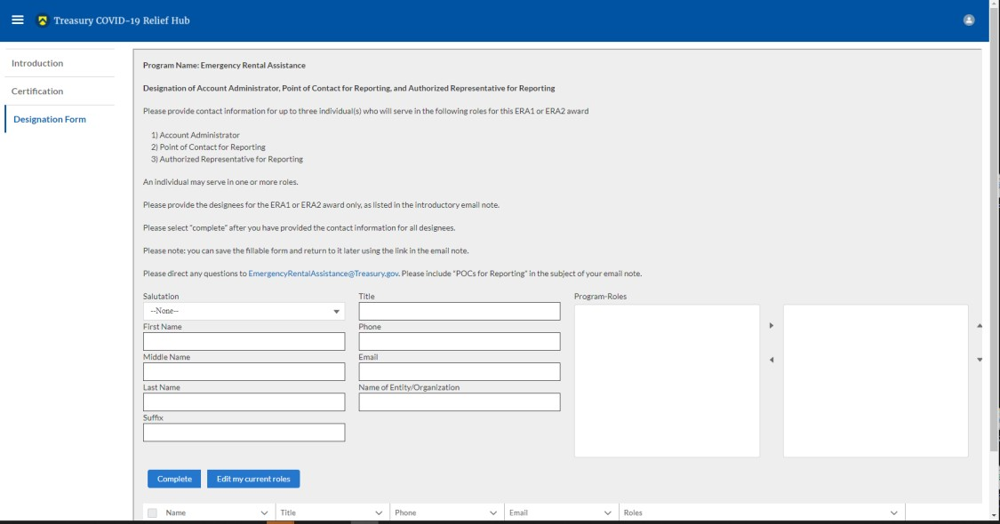 Treasury COVID-19 Relief Hub
Introduction
Certification
Designation Form
Program Name: Emergency Rental Assistance
Designation of Account Administrator, Point of Contact for Reporting, and Authorized Representative for Reporting
Please provide contact information for up to three individual(s) who will serve in the following roles for this ERA1 or ERA2 award
1) Account Administrator
2) Point of Contact for Reporting
3) Authorized Representative for Reporting
An individual may serve in one or more roles.
Please provide the designees for the ERA1 or ERA2 award only, as listed in the introductory email note.
Please select "complete" after you have provided the contact information for all designees.
Please note: you can save the fillable form and return to it later using the link in the email note.
Please direct any questions to EmergencyRentalAssistance@Treasury.gov. Please include "POCs for Reporting" in the subject of your email note.
Salutation
--None--
First Name
Middle Name
Last Name
Suffix
Title
Phone
Email
Name of Entity/Organization
Program-Roles
Complete Edit my current roles
Name Title Phone Email Roles